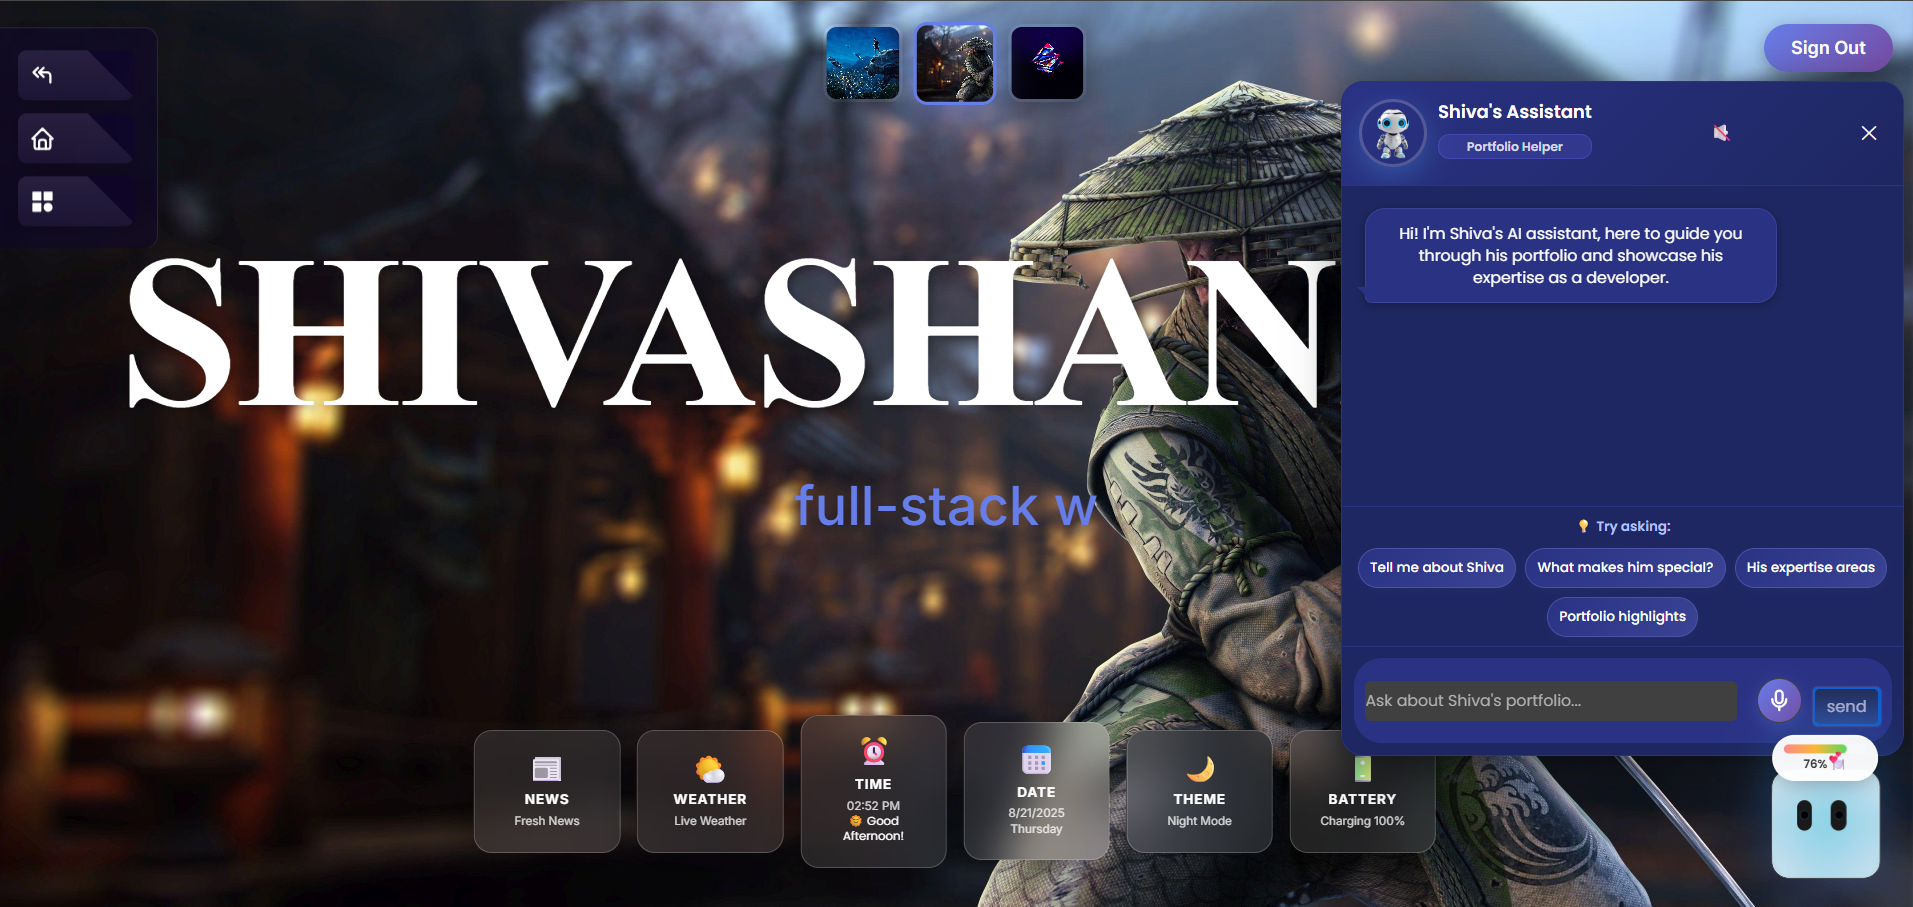 Sign Out
Shiva's Assistant
Portfolio Helper
Hi! I'm Shiva's AI assistant, here to guide you
through his portfolio and showcase his
expertise as a developer.
SHIVASHAN
full-stack w
Try asking:
Tell me about Shiva
What makes him special?
His expertise areas
Portfolio highlights
Ask about Shiva's portfolio...
send
76%
NEWS
Fresh News
WEATHER
Live Weather
TIME
02:52 PM
Good
Afternoon!
DATE
8/21/2025
Thursday
THEME
Night Mode
BATTERY
Charging 100%